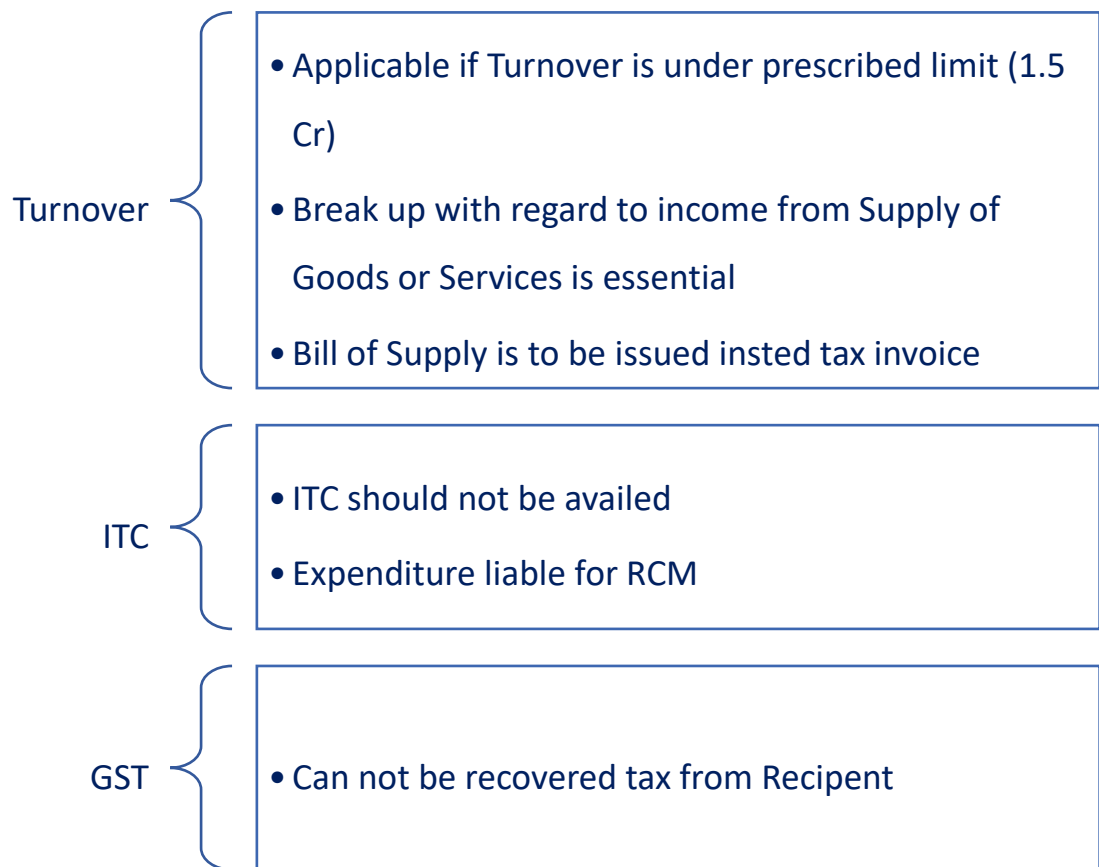 Turnover
• Applicable if Turnover is under prescribed limit (1.5
Cr)
• Break up with regard to income from Supply of
Goods or Services is essential
• Bill of Supply is to be issued insted tax invoice
ITC
• ITC should not be availed
• Expenditure liable for RCM
GST
• Can not be recovered tax from Recipent